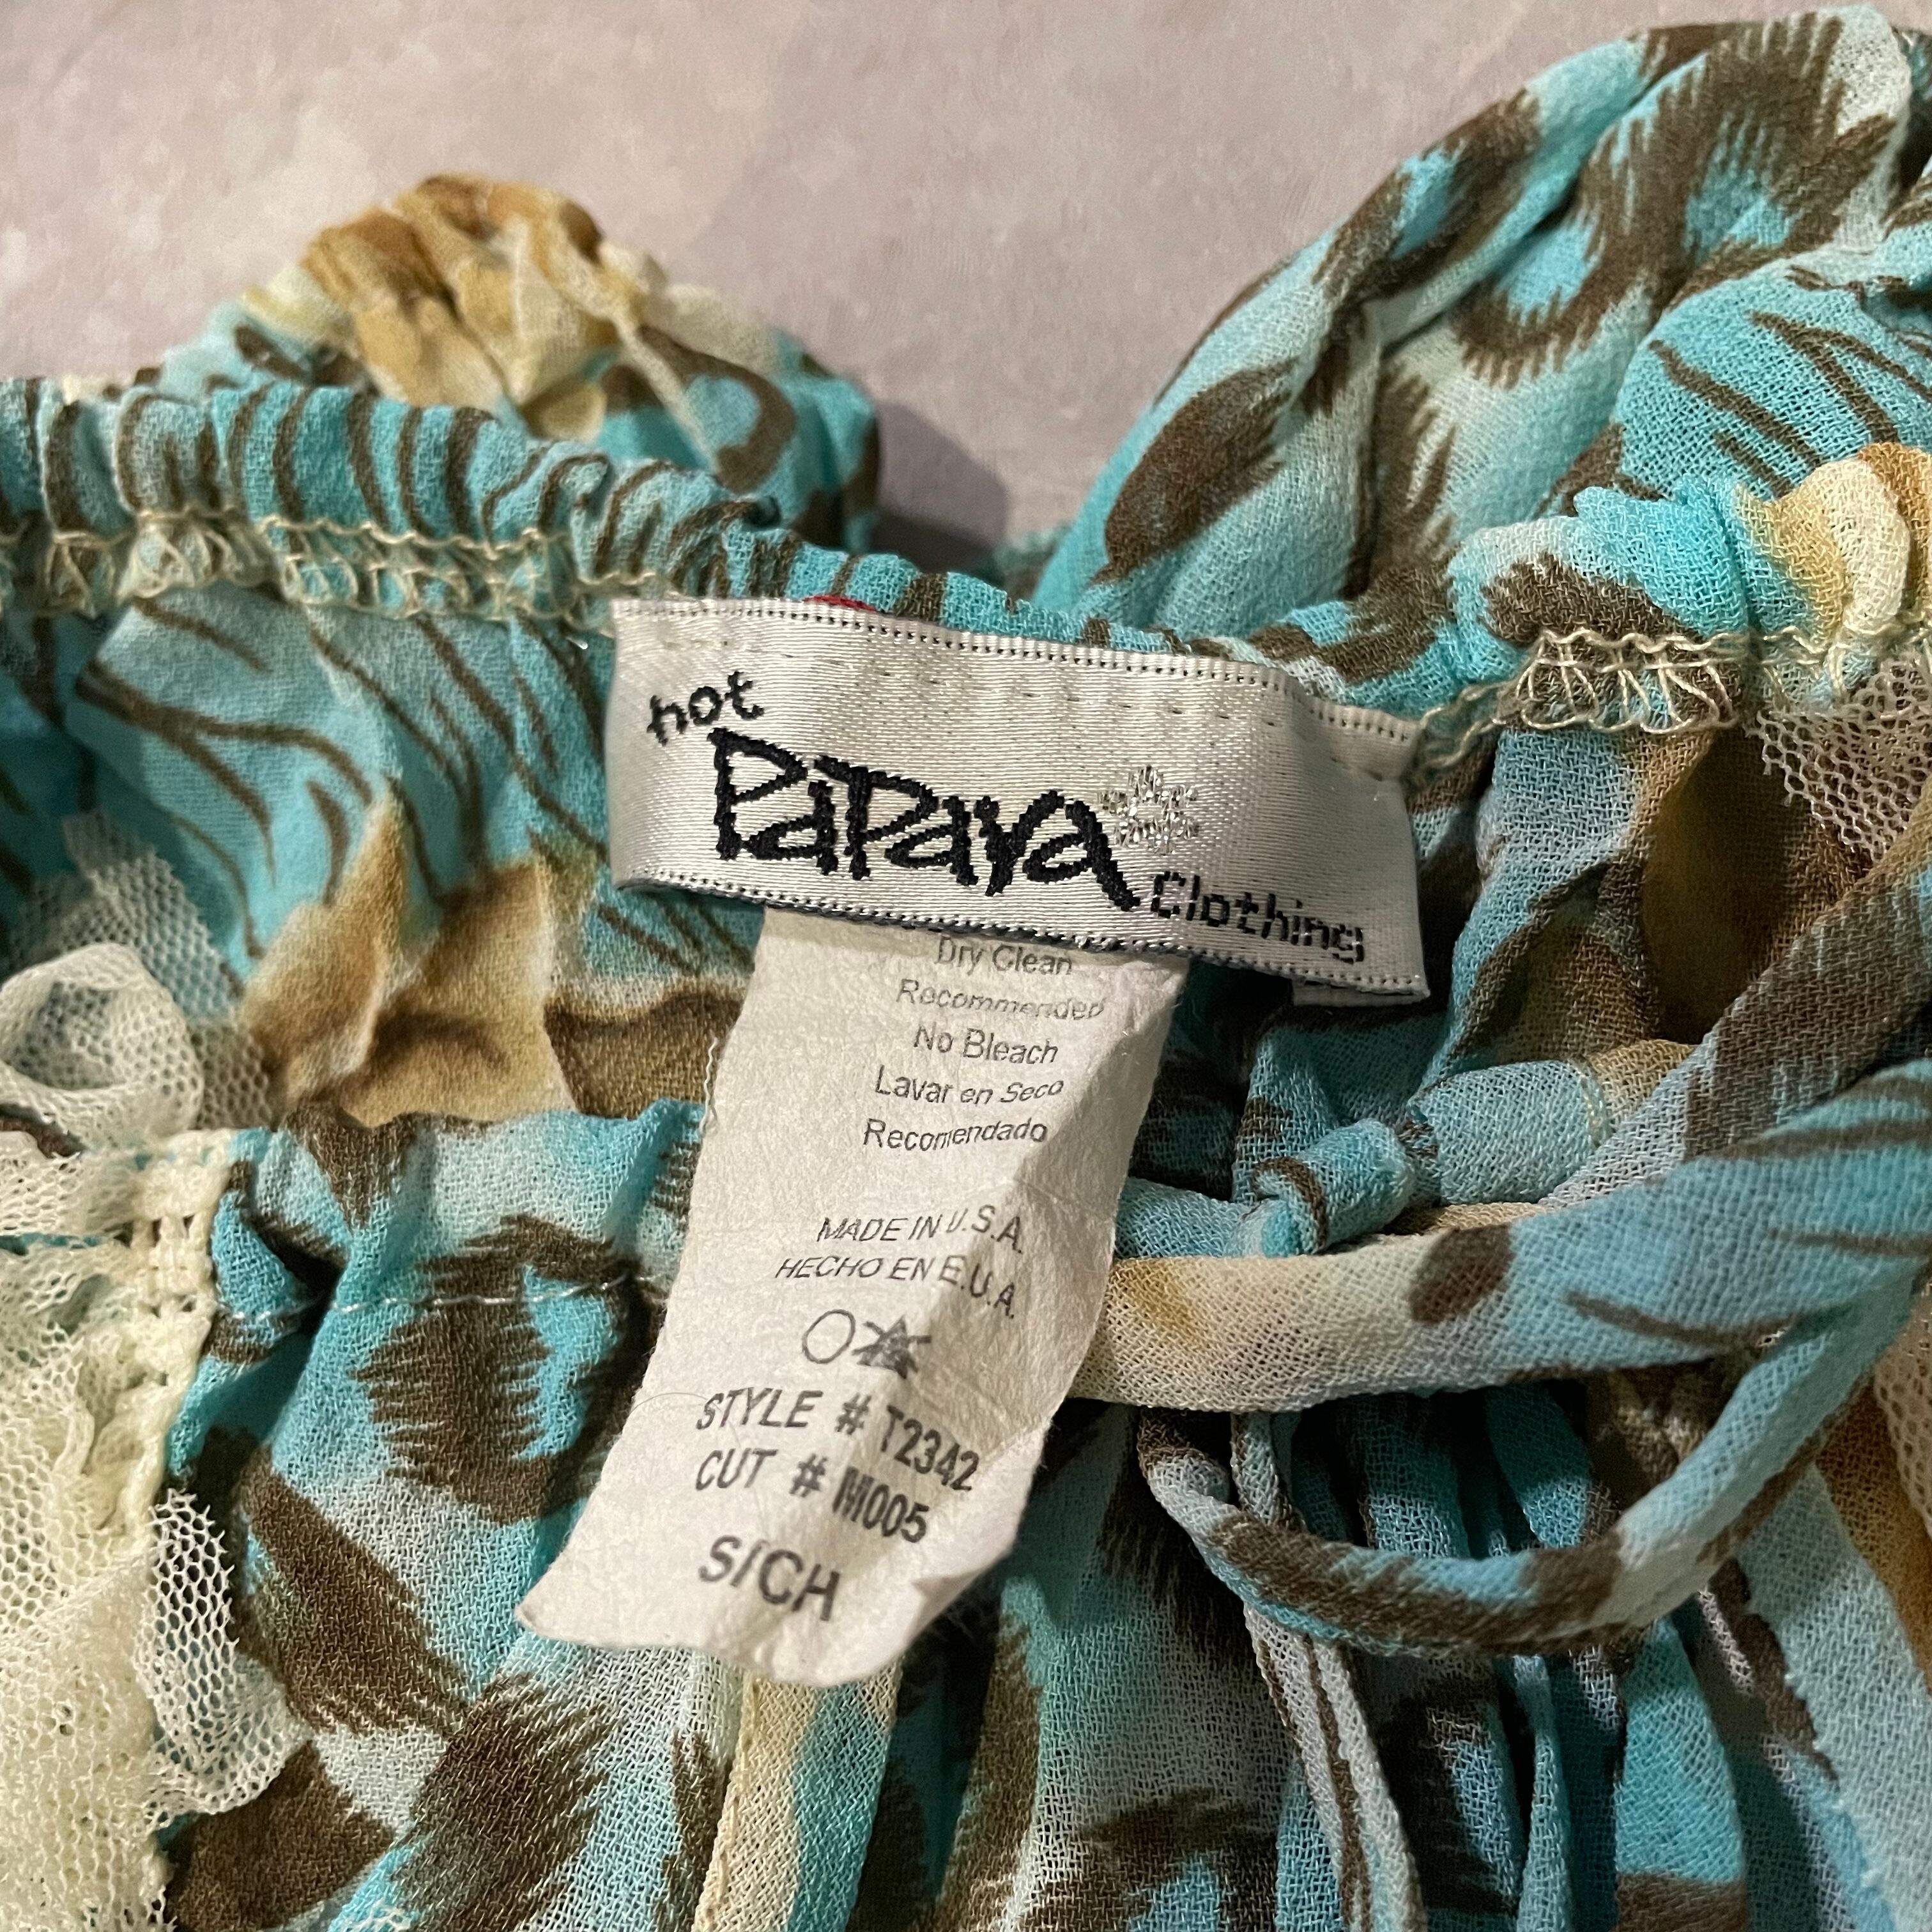 hot
Papaya
Clothing
Dry Clean
Recommended
No Bleach
Lavar en Seco
Recomendado
MADE IN U.S.A.
HECHO EN E.U.A.
STYLE # T2342
CUT # M005
S/CH